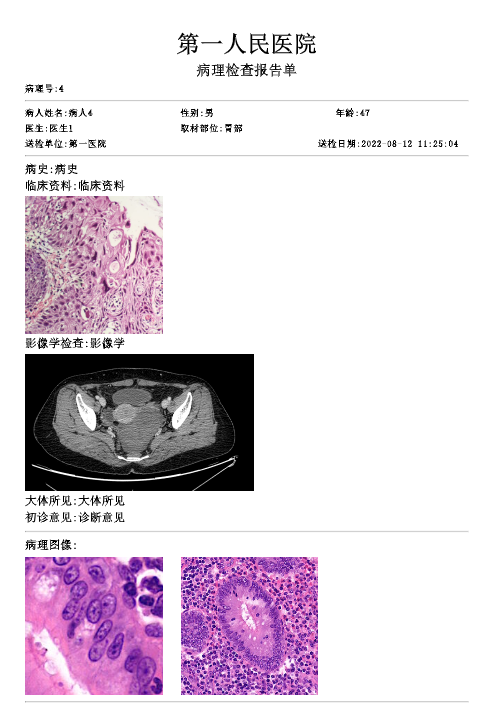 第一人民医院
病理检查报告单
病理号:4
病人姓名:病人4 性别:男 年龄:47
医生:医生1 取材部位:胃部
送检单位:第一医院 送检日期:2022-08-12 11:25:04
病史:病史
临床资料:临床资料
影像学检查:影像学
大体所见:大体所见
初诊意见:诊断意见
病理图像: